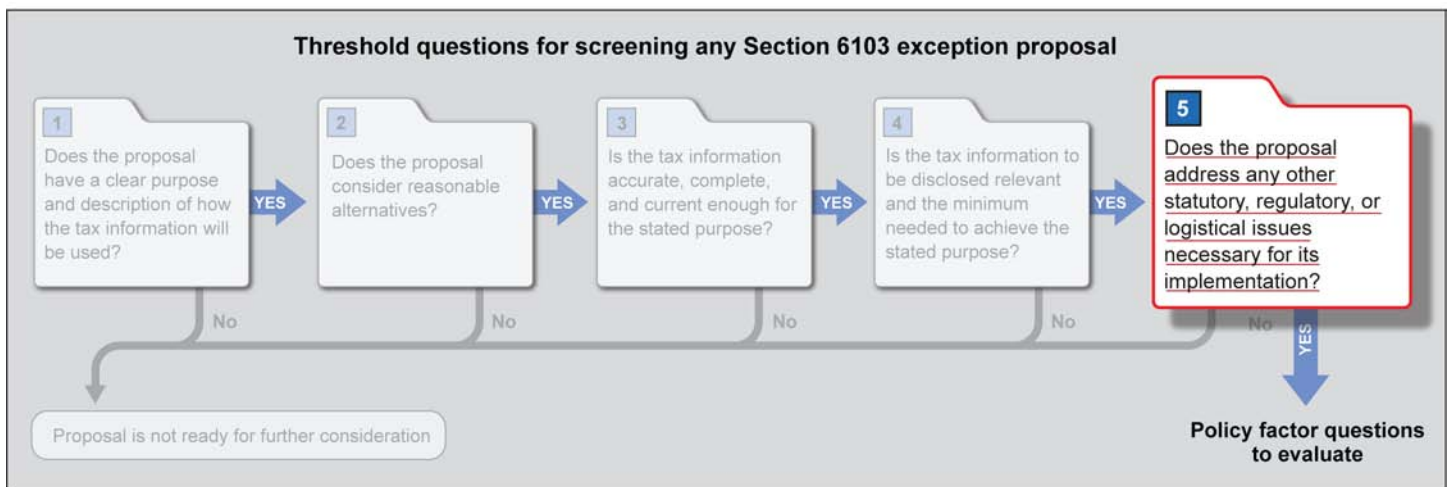 Threshold questions for screening any Section 6103 exception proposal
1
Does the proposal
have a clear purpose
and description of how
the tax information will
be used?
YES
2
Does the proposal
consider reasonable
alternatives?
YES
3
Is the tax information
accurate, complete,
and current enough for
the stated purpose?
YES
4
Is the tax information to
be disclosed relevant
and the minimum
needed to achieve the
stated purpose?
YES
5
Does the proposal
address any other
statutory, regulatory, or
logistical issues
necessary for its
implementation?
No
No
No
No
No
YES
Proposal is not ready for further consideration
Policy factor questions
to evaluate